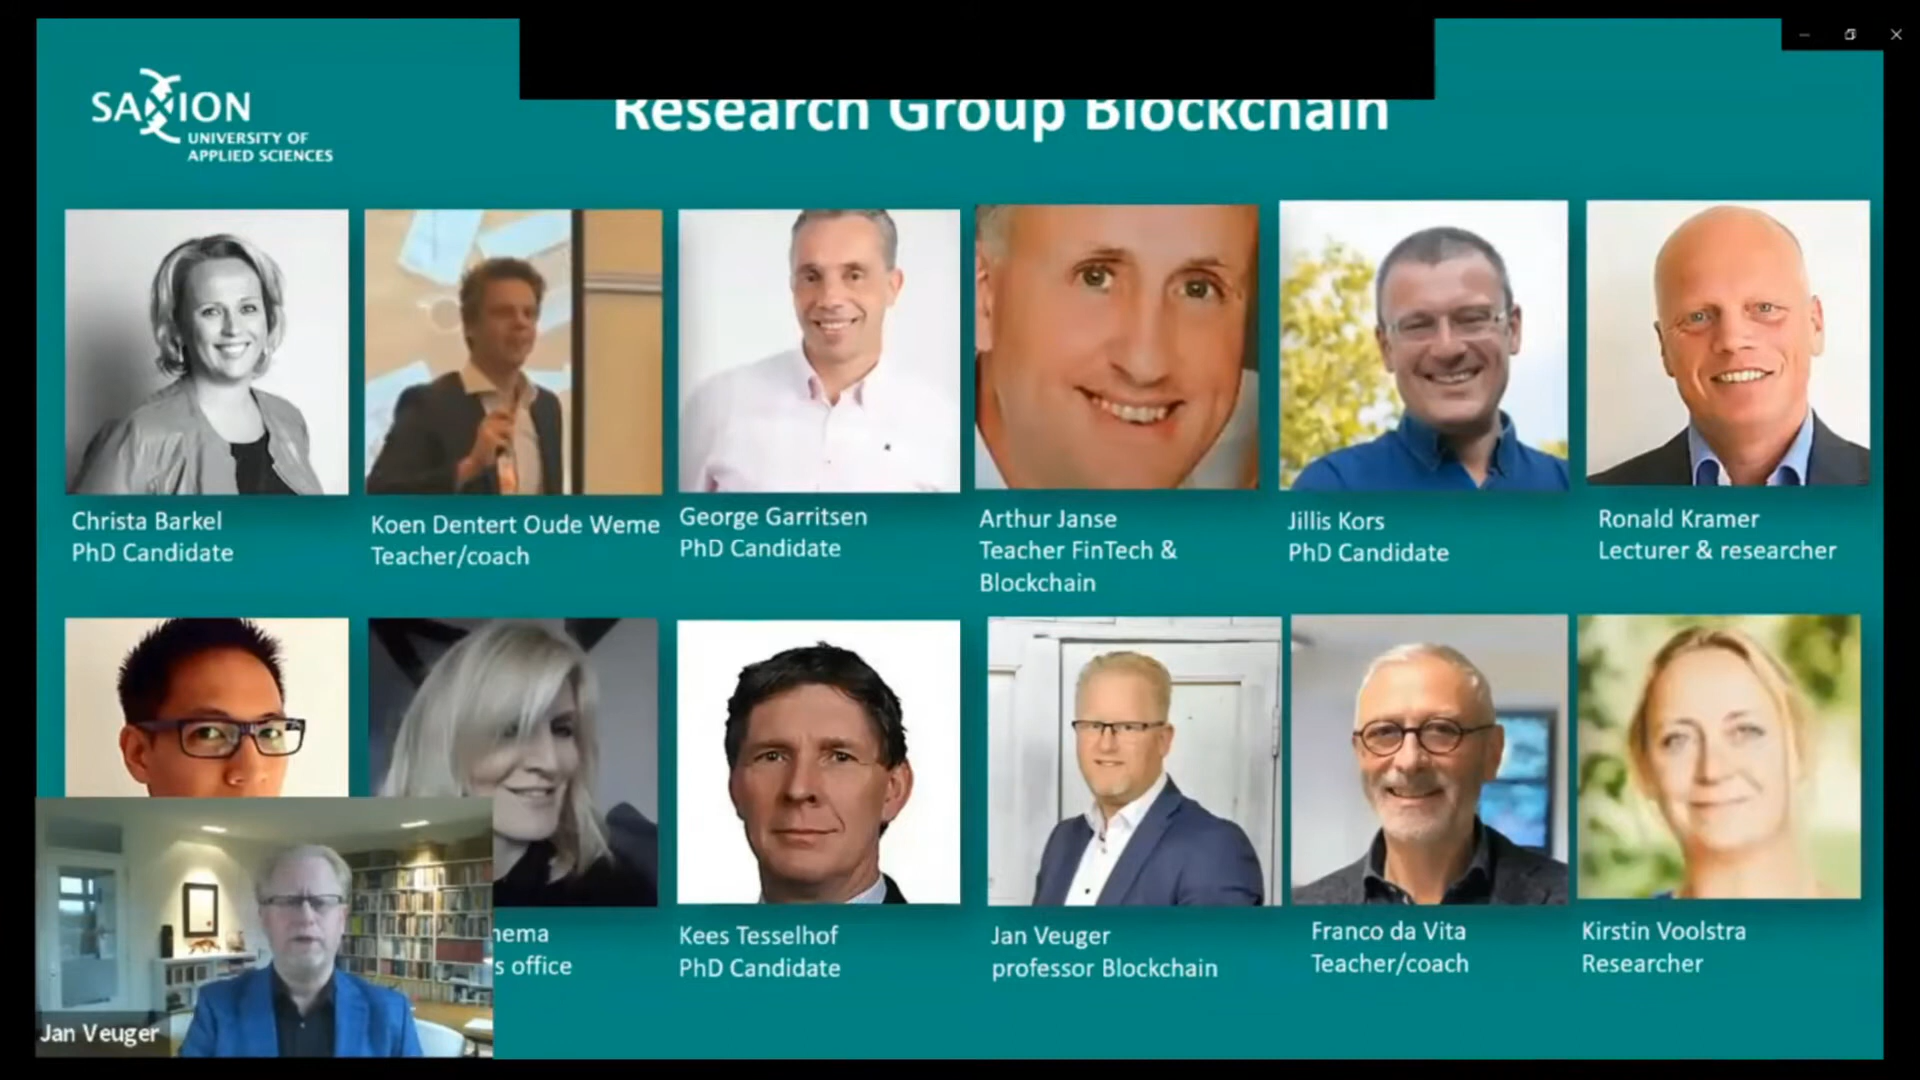 SAXION
UNIVERSITY OF
APPLIED SCIENCES
Research Group Blockchain
Christa Barkel
PhD Candidate
Koen Dentert Oude Weme
Teacher/coach
George Garritsen
PhD Candidate
Arthur Janse
Teacher FinTech &
Blockchain
Jillis Kors
PhD Candidate
Ronald Kramer
Lecturer & researcher
office
Kees Tesselhof
PhD Candidate
Jan Veuger
professor Blockchain
Franco da Vita
Teacher/coach
Kirstin Voolstra
Researcher
Jan Veuger